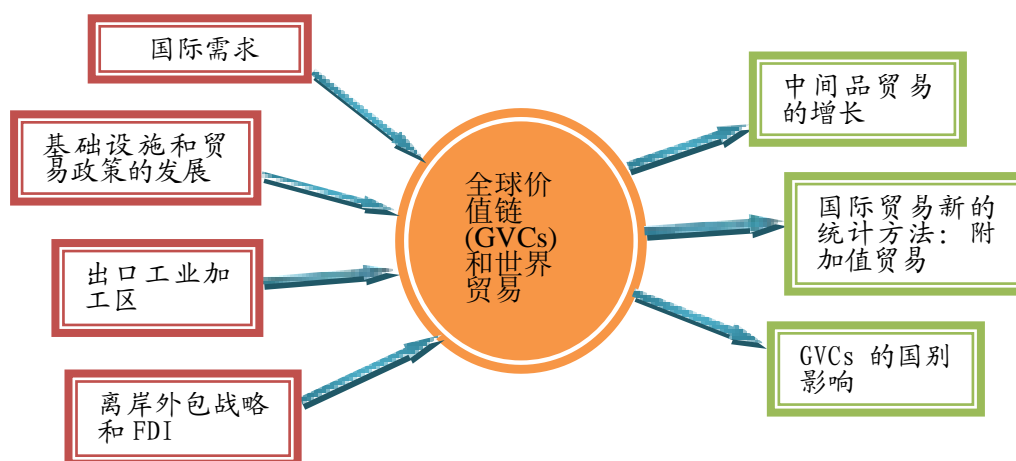 国际需求
基础设施和贸
易政策的发展
出口工业加
工区
离岸外包战略
和 FDI
全球价
值链
(GVCs)
和世界
贸易
中间品贸易
的增长
国际贸易新的
统计方法：附
加值贸易
GVCs 的国别
影响